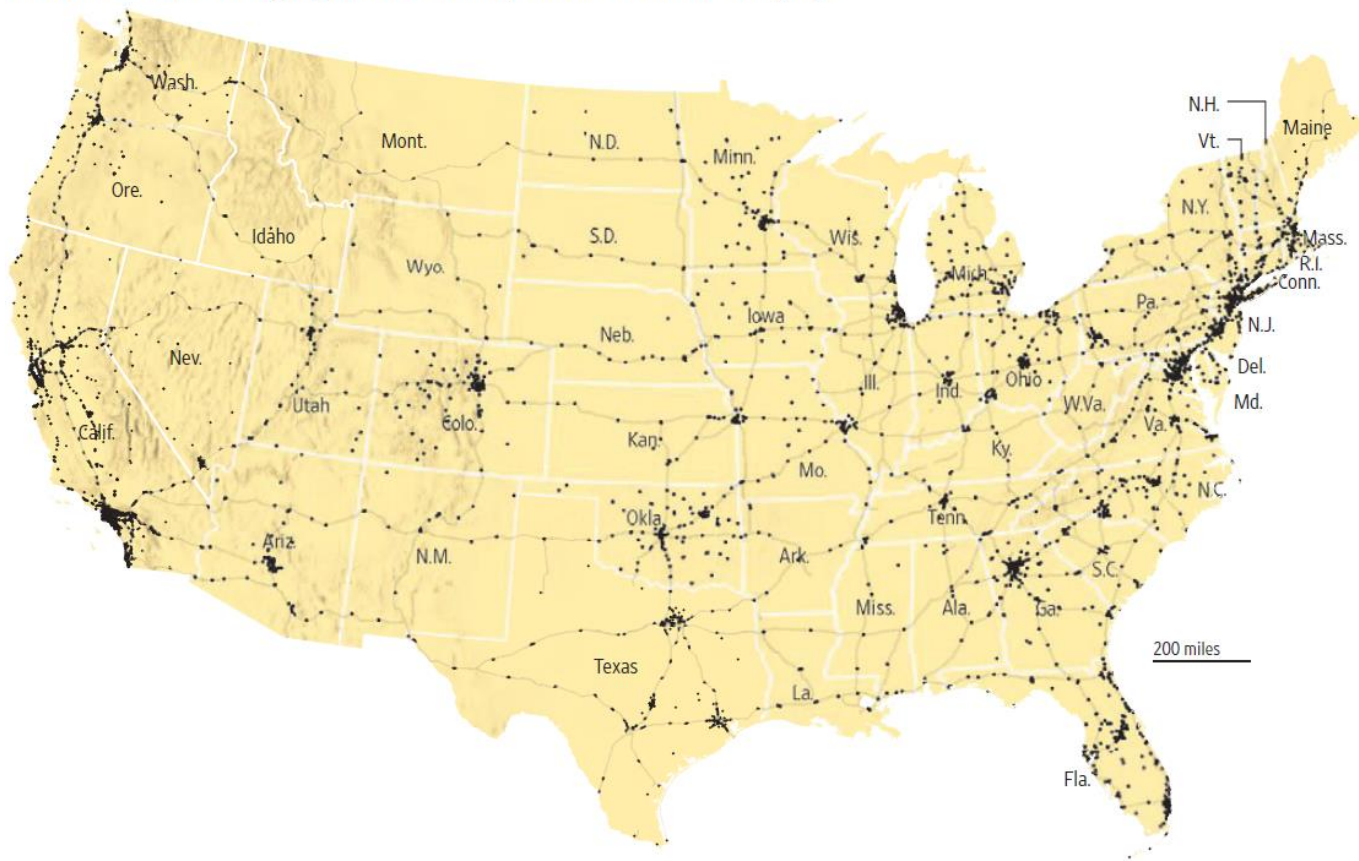 N.H.
Wash.
Maine
Vt.
Mont.
N.D.
Minn.
Ore.
N.Y.
Idaho
S.D.
Wis.
Mass.
Wyo.
R.I.
Mich.
Conn.
Pa.
Iowa
Neb.
N.J.
Nev.
Ohio
Del.
Ill.
Ind.
Utah
W.Va.
Md.
Colo.
Calif.
Va.
Kan.
Ky.
Mo.
N.C.
Okla.
Tenn.
Ariz.
N.M.
Ark.
S.C.
Miss.
Ala.
Ga.
200 miles
Texas
La.
Fla.